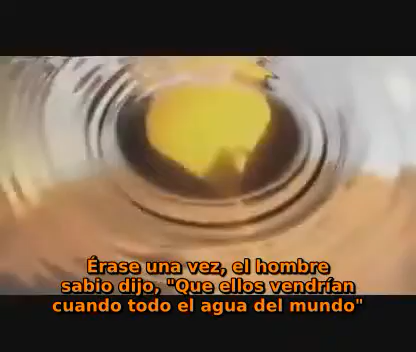 Érase una vez, el hombre
sabio dijo, "Que ellos vendrían
cuando todo el agua del mundo"